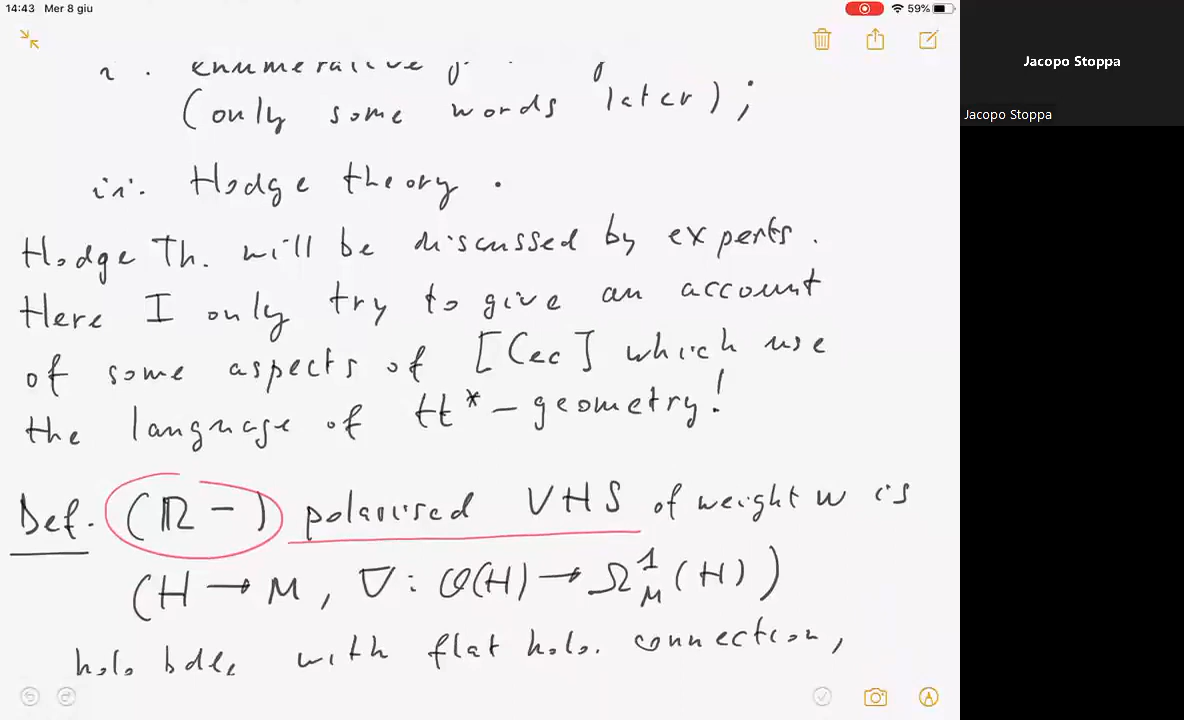 14:43 Mer 8 giu
59%
enumerative
(only some words later);
iii. Hodge theory.
Hodge Th. will be discussed by experts.
Here I only try to give an account
of some aspects of [Cec] which use
the language of tt*-geometry!
Def. (R-) polarised VHS of weight w is
(H → M, ∇: O(H) → Ω¹_M(H))
holo bdle with flat holo. connection,
Jacopo Stoppa
Jacopo Stoppa